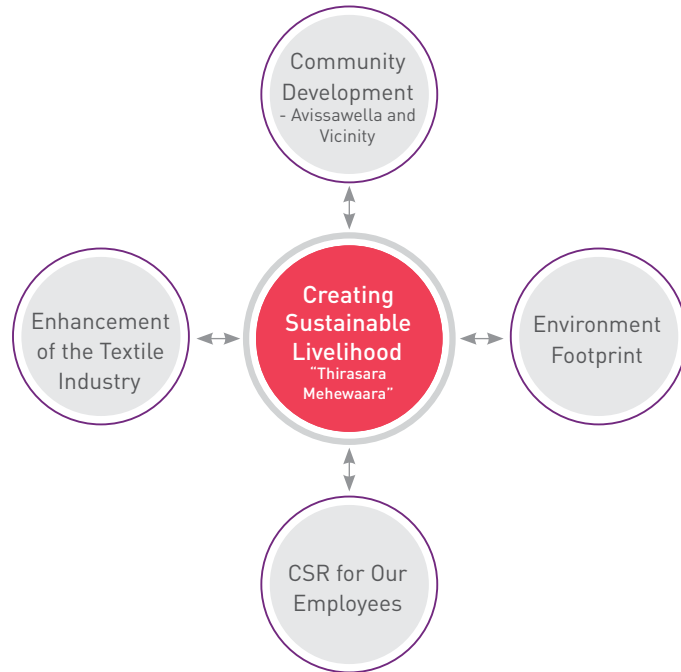 Community
Development
- Avissawella and
Vicinity
Enhancement
of the Textile
Industry
Creating
Sustainable
Livelihood
"Thirasara
Mehewaara"
Environment
Footprint
CSR for Our
Employees